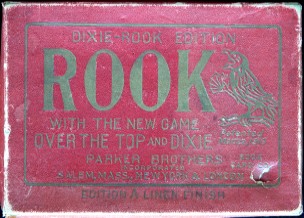 DIXIE-ROOK EDITION
ROOK
WITH THE NEW GAME
OVER THE TOP AND DIXIE
PARKER BROTHERS
INCORPORATED
SALEM, MASS. NEW YORK & LONDON
EDITION A LINEN FINISH